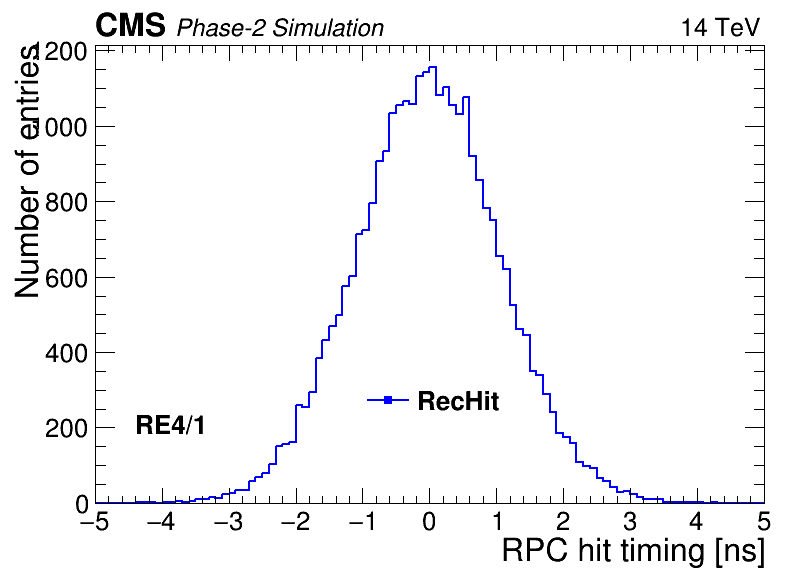 CMS Phase-2 Simulation 14 TeV
Number of entries
1200
1000
800
600
400
200
0
RecHit
RE4/1
−5 −4 −3 −2 −1 0 1 2 3 4 5
RPC hit timing [ns]